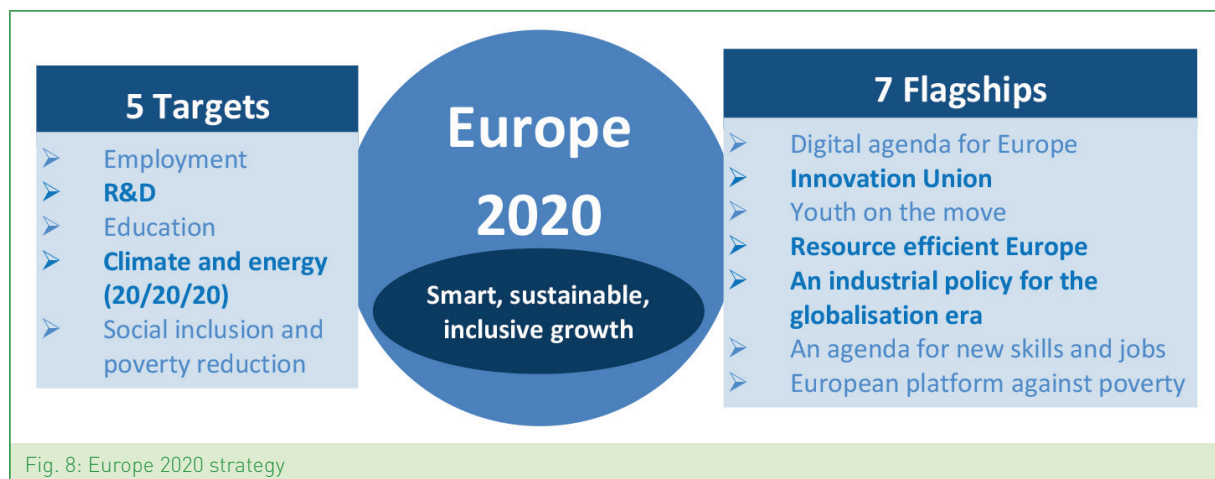 5 Targets
➢ Employment
➢ R&D
➢ Education
➢ Climate and energy
(20/20/20)
➢ Social inclusion and
poverty reduction
Europe
2020
Smart, sustainable,
inclusive growth
7 Flagships
➢ Digital agenda for Europe
➢ Innovation Union
➢ Youth on the move
➢ Resource efficient Europe
➢ An industrial policy for the
globalisation era
➢ An agenda for new skills and jobs
➢ European platform against poverty
Fig. 8: Europe 2020 strategy